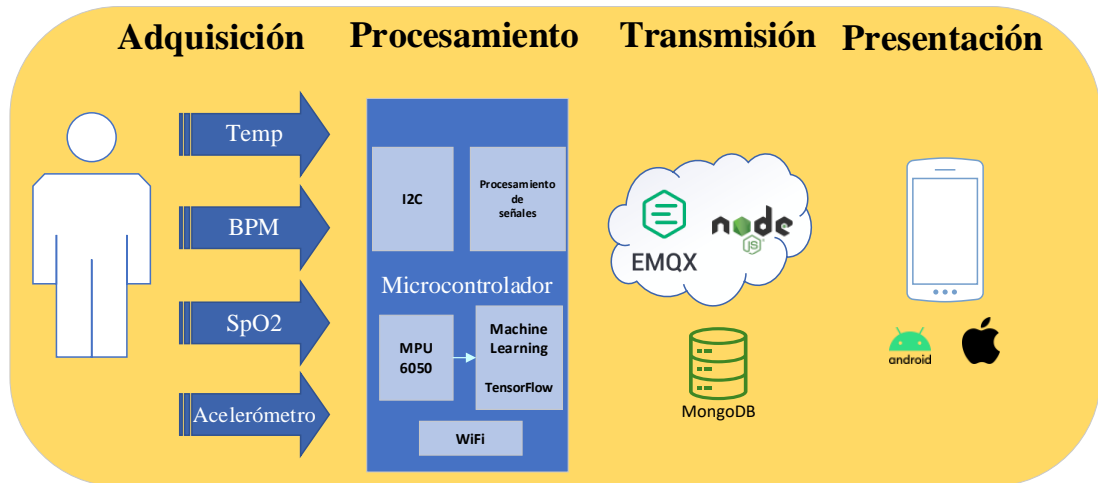 Adquisición
Procesamiento
Transmisión
Presentación
Temp
BPM
SpO2
Acelerómetro
I2C
Procesamiento
de
señales
Microcontrolador
MPU
6050
Machine
Learning
TensorFlow
WiFi
EMQX
node
JS
MongoDB
android